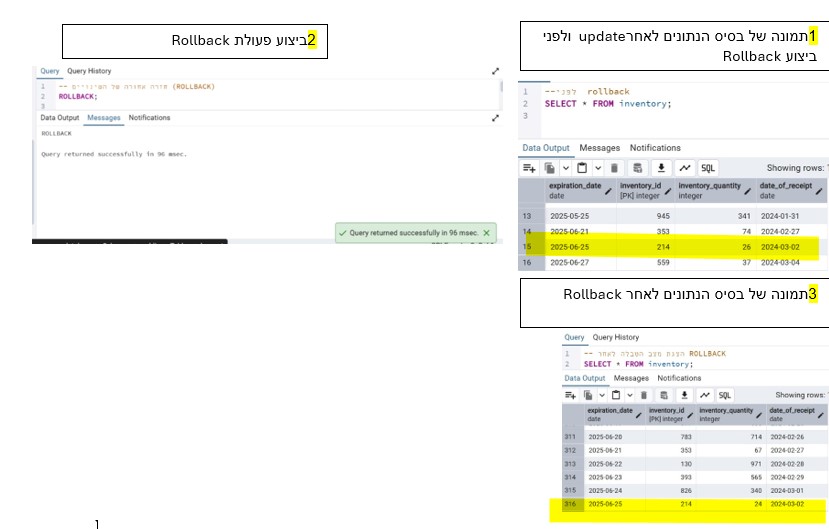 1תמונה של בסיס הנתונים לאחרupdate ולפני
ביצוע Rollback
--לפני rollback
1
2 SELECT * FROM inventory;
3
Data Output Messages Notifications
SQL Showing rows: 1
expiration_date inventory_id inventory_quantity date_of_receipt
date [PK] integer integer date
13 2025-05-25 945 341 2024-01-31
14 2025-06-21 353 74 2024-02-27
15 2025-06-25 214 26 2024-03-02
16 2025-06-27 559 37 2024-03-04
2ביצוע פעולת Rollback
Query Query History
1 -- חזרה אחורה של השינויים (ROLLBACK)
2 ROLLBACK;
3
Data Output Messages Notifications
ROLLBACK
Query returned successfully in 96 msec.
Query returned successfully in 96 msec.
3תמונה של בסיס הנתונים לאחר Rollback
Query Query History
1 -- הצגת מצב הטבלה לאחר ROLLBACK
2 SELECT * FROM inventory;
Data Output Messages Notifications
SQL Showing rows: 1
expiration_date inventory_id inventory_quantity date_of_receipt
date [PK] integer integer date
311 2025-06-20 783 714 2024-02-26
312 2025-06-21 353 67 2024-02-27
313 2025-06-22 130 971 2024-02-28
314 2025-06-23 393 565 2024-02-29
315 2025-06-24 826 340 2024-03-01
316 2025-06-25 214 24 2024-03-02